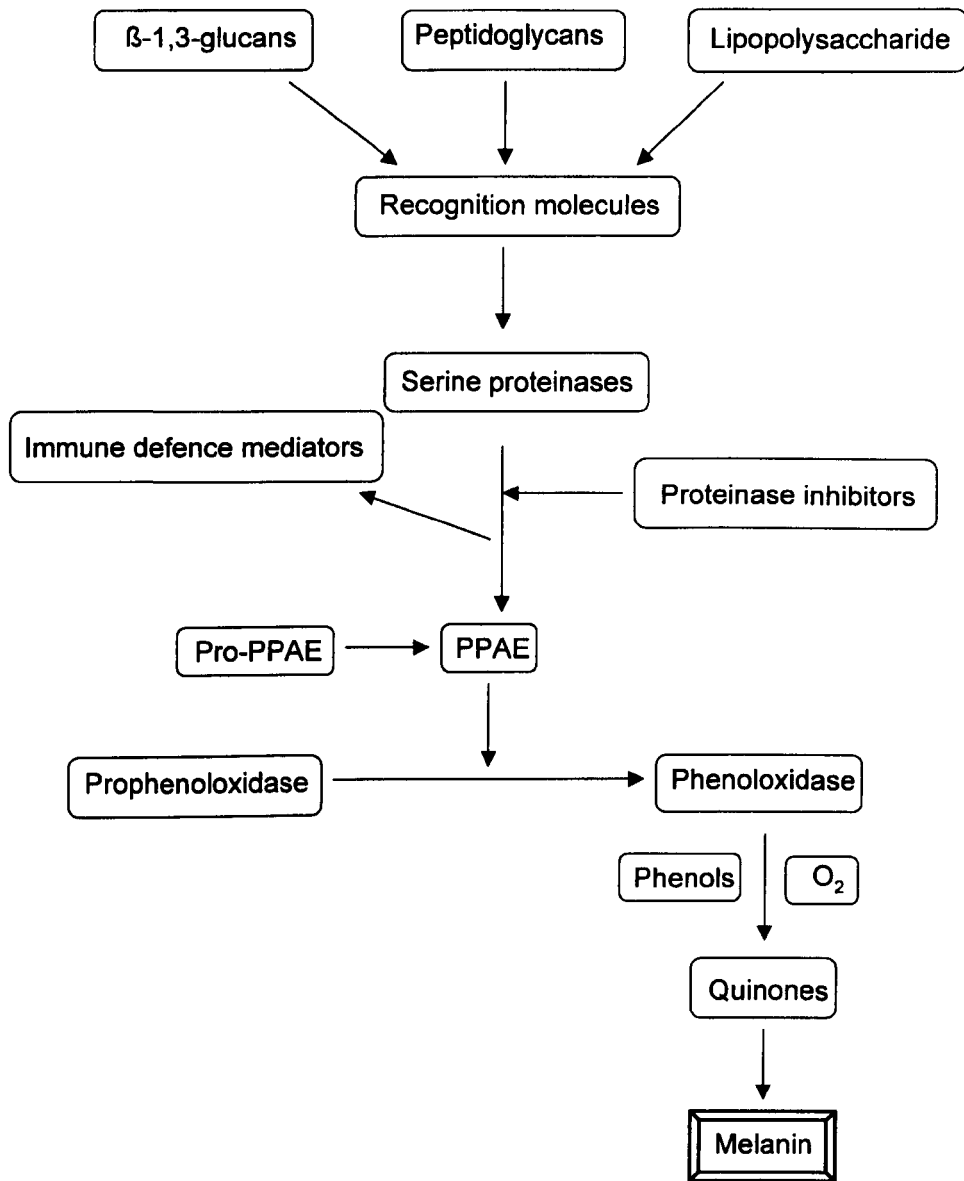 ß-1,3-glucans
Peptidoglycans
Lipopolysaccharide
Recognition molecules
Serine proteinases
Immune defence mediators
Proteinase inhibitors
Pro-PPAE
PPAE
Prophenoloxidase
Phenoloxidase
Phenols
O₂
Quinones
Melanin